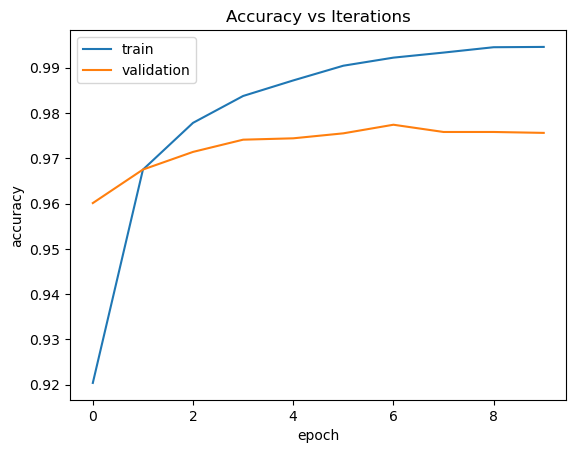 Accuracy vs Iterations
train
validation
0.99
0.98
0.97
0.96
0.95
0.94
0.93
0.92
accuracy
0 2 4 6 8
epoch